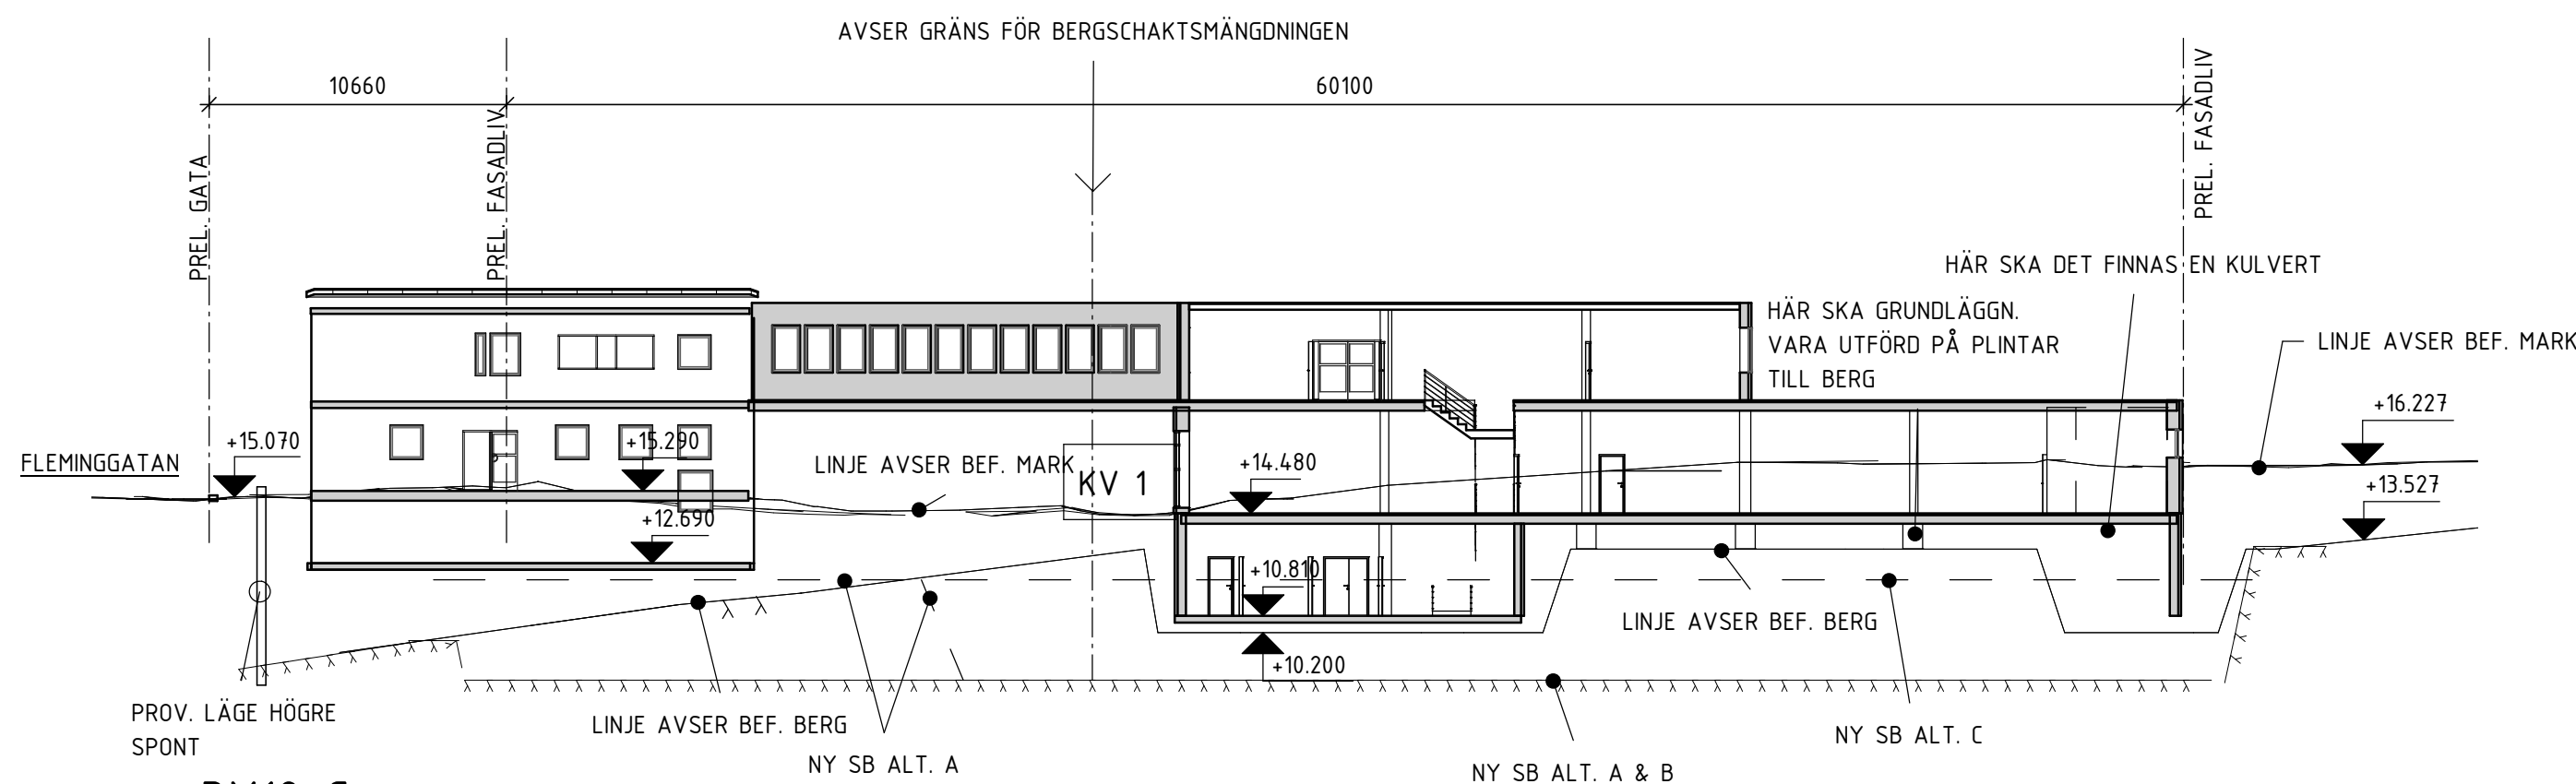 AVSER GRÄNS FÖR BERGSCHAKTSMÄNGDNINGEN
10660
60100
PREL. GATA
PREL. FASADLIV
PREL. FASADLIV
HÄR SKA DET FINNAS EN KULVERT
HÄR SKA GRUNDLÄGGN.
VARA UTFÖRD PÅ PLINTAR
TILL BERG
LINJE AVSER BEF. MARK
+16.227
+13.527
FLEMINGGATAN
+15.070
+15.290
+12.690
LINJE AVSER BEF. MARK
KV 1
+14.480
+10.810
+10.200
LINJE AVSER BEF. BERG
PROV. LÄGE HÖGRE
SPONT
LINJE AVSER BEF. BERG
NY SB ALT. A
NY SB ALT. A & B
NY SB ALT. C